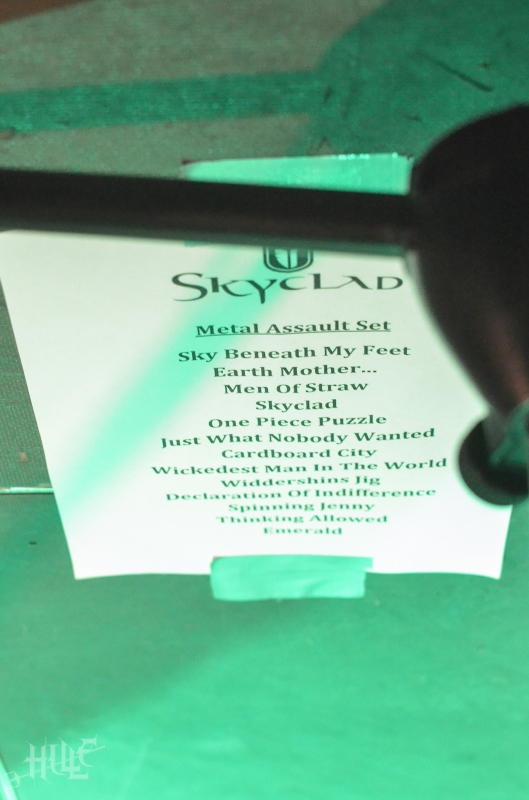 Skyclad
Metal Assault Set
Sky Beneath My Feet
Earth Mother...
Men Of Straw
Skyclad
One Piece Puzzle
Just What Nobody Wanted
Cardboard City
Wickedest Man In The World
Widdershins Jig
Declaration Of Indifference
Spinning Jenny
Thinking Allowed
Emerald
HILLE